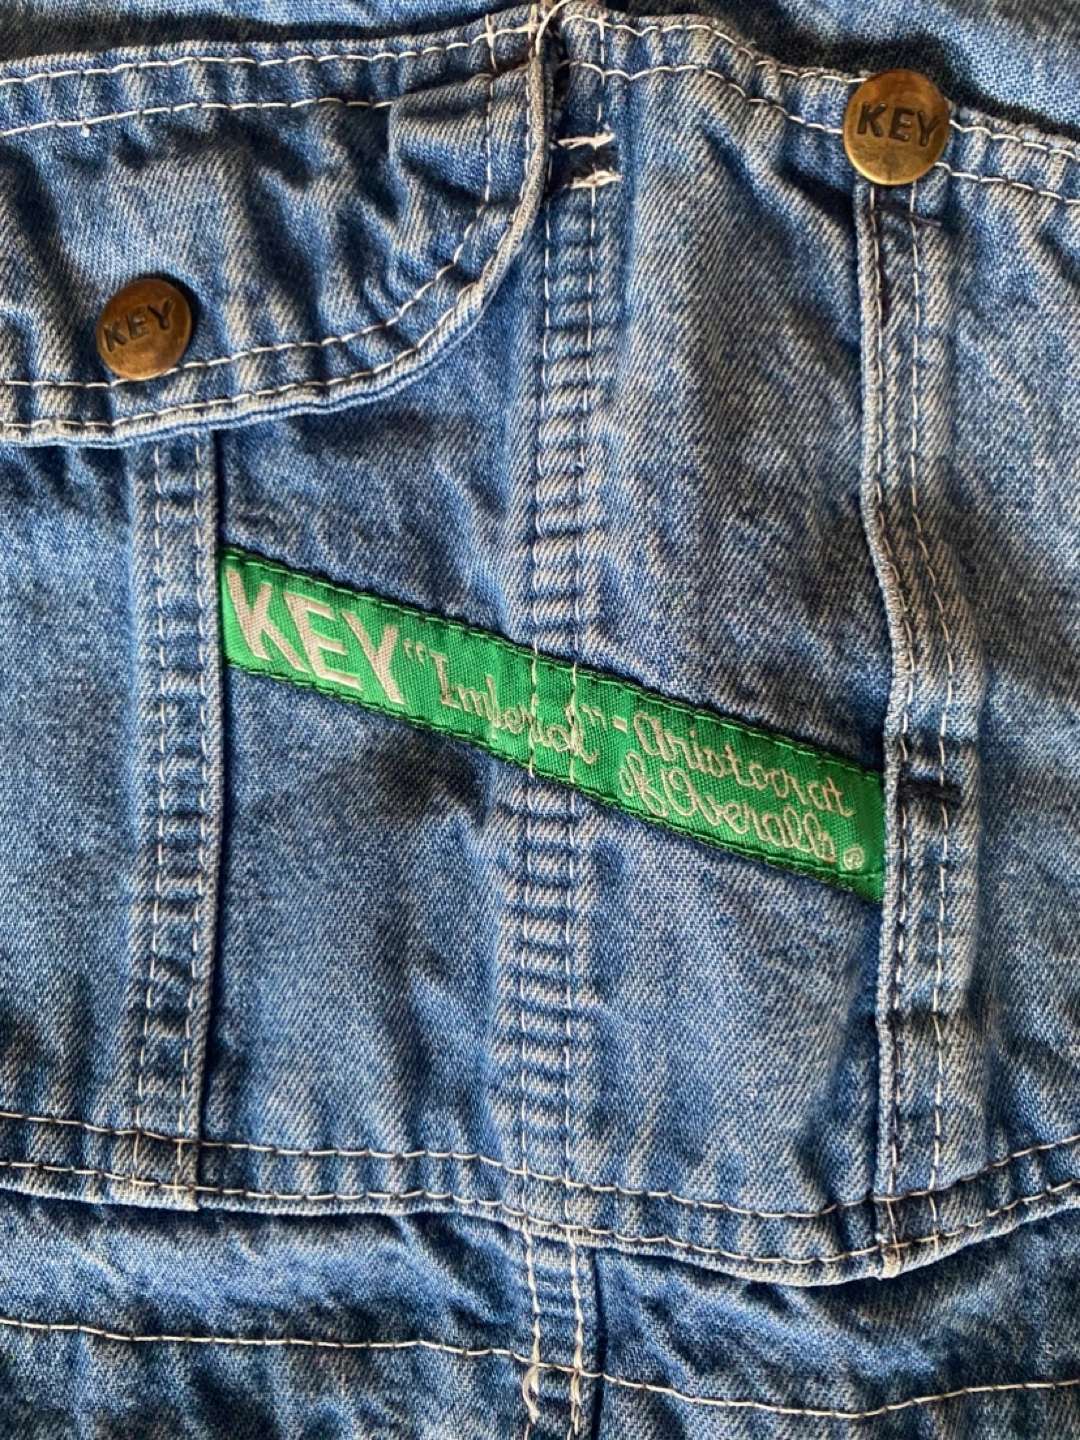 KEY
KEY
KEY "Imperial" - Aristocrat
Of Overalls ®